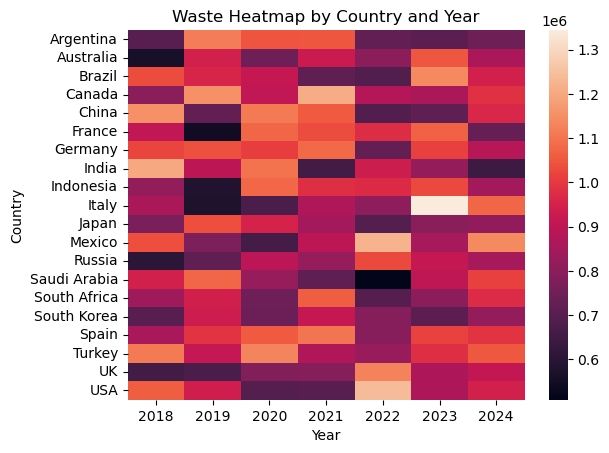 Waste Heatmap by Country and Year
1e6
Argentina
Australia
Brazil
Canada
China
France
Germany
India
Indonesia
Italy
Japan
Mexico
Russia
Saudi Arabia
South Africa
South Korea
Spain
Turkey
UK
USA
Country
2018 2019 2020 2021 2022 2023 2024
Year
1.3
1.2
1.1
1.0
0.9
0.8
0.7
0.6